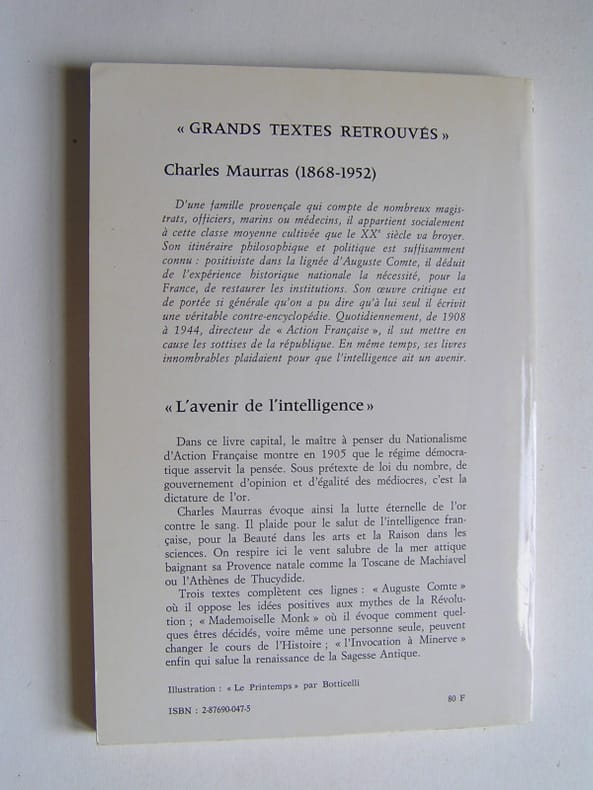 « GRANDS TEXTES RETROUVÉS »
Charles Maurras (1868-1952)
D'une famille provençale qui compte de nombreux magis-
trats, officiers, marins ou médecins, il appartient socialement
à cette classe moyenne cultivée que le XXe siècle va broyer.
Son itinéraire philosophique et politique est suffisamment
connu : positiviste dans la lignée d'Auguste Comte, il déduit
de l'expérience historique nationale la nécessité, pour la
France, de restaurer les institutions. Son œuvre critique est
de portée si générale qu'on a pu dire qu'à lui seul il écrivit
une véritable contre-encyclopédie. Quotidiennement, de 1908
à 1944, directeur de « Action Française », il sut mettre en
cause les sottises de la république. En même temps, ses livres
innombrables plaidaient pour que l'intelligence ait un avenir.
« L'avenir de l'intelligence »
Dans ce livre capital, le maître à penser du Nationalisme
d'Action Française montre en 1905 que le régime démocra-
tique asservit la pensée. Sous prétexte de loi du nombre, de
gouvernement d'opinion et d'égalité des médiocres, c'est la
dictature de l'or.
Charles Maurras évoque ainsi la lutte éternelle de l'or
contre le sang. Il plaide pour le salut de l'intelligence fran-
çaise, pour la Beauté dans les arts et la Raison dans les
sciences. On respire ici le vent salubre de la mer attique
baignant sa Provence natale comme la Toscane de Machiavel
ou l'Athènes de Thucydide.
Trois textes complètent ces lignes : « Auguste Comte »
où il oppose les idées positives aux mythes de la Révolu-
tion ; « Mademoiselle Monk » où il évoque comment quel-
ques êtres décidés, voire même une personne seule, peuvent
changer le cours de l'Histoire ; « l'Invocation à Minerve »
enfin qui salue la renaissance de la Sagesse Antique.
Illustration : « Le Printemps » par Botticelli
ISBN : 2-87690-047-5
80 F